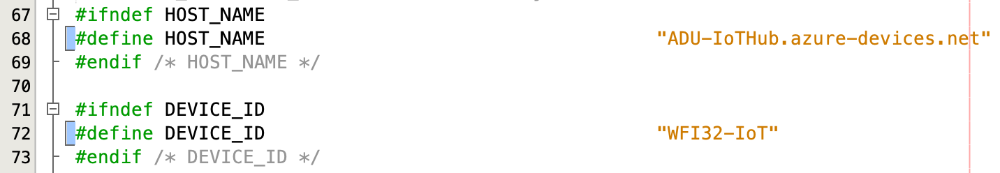 67 #ifndef HOST_NAME
68 #define HOST_NAME "ADU-IoTHub.azure-devices.net"
69 #endif /* HOST_NAME */
70
71 #ifndef DEVICE_ID
72 #define DEVICE_ID "WFI32-IoT"
73 #endif /* DEVICE_ID */